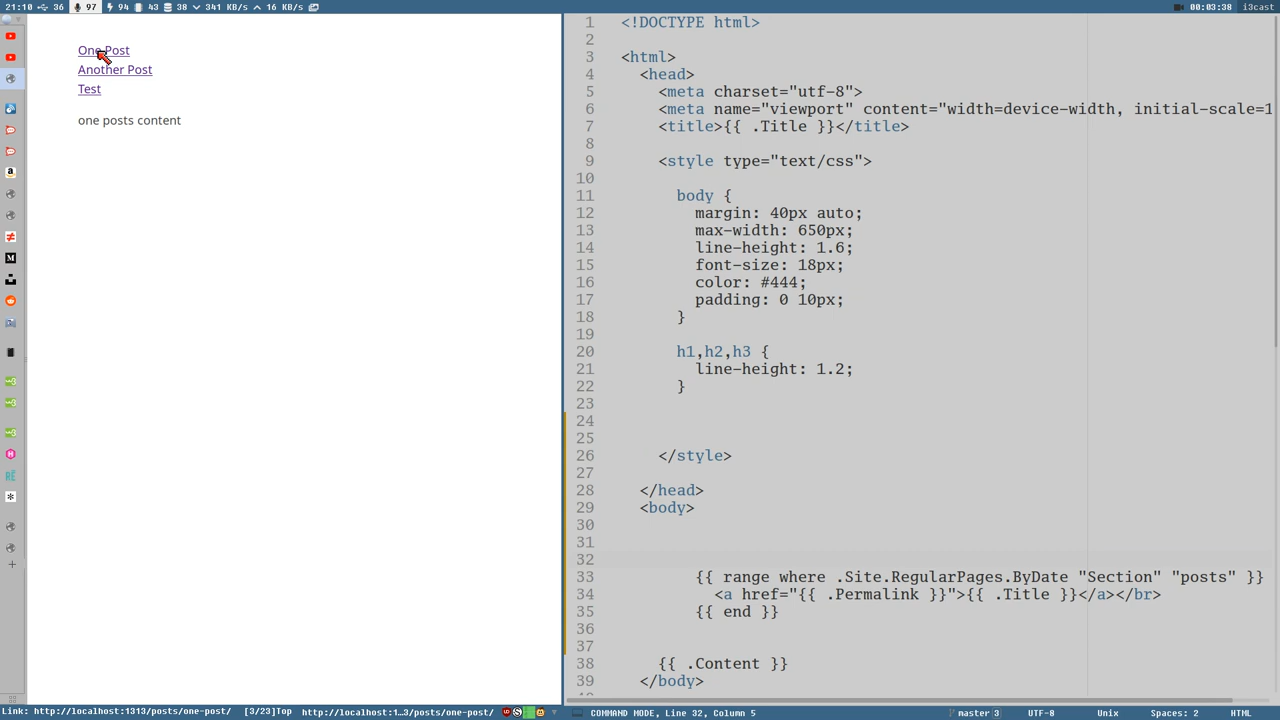 21:10 36 97 94 43 38 341 KB/s 16 KB/s 00:03:38 i3cast
One Post
Another Post
Test
one posts content
1 <!DOCTYPE html>
2
3 <html>
4 <head>
5 <meta charset="utf-8">
6 <meta name="viewport" content="width=device-width, initial-scale=1
7 <title>{{ .Title }}</title>
8
9 <style type="text/css">
10
11 body {
12 margin: 40px auto;
13 max-width: 650px;
14 line-height: 1.6;
15 font-size: 18px;
16 color: #444;
17 padding: 0 10px;
18 }
19
20 h1,h2,h3 {
21 line-height: 1.2;
22 }
23
24
25
26 </style>
27
28 </head>
29 <body>
30
31
32
33 {{ range where .Site.RegularPages.ByDate "Section" "posts" }}
34 <a href="{{ .Permalink }}">{{ .Title }}</a></br>
35 {{ end }}
36
37
38 {{ .Content }}
39 </body>
Link: http://localhost:1313/posts/one-post/ [3/23]Top http://localhost:1…3/posts/one-post/ COMMAND MODE, Line 32, Column 5 master 3 UTF-8 Unix Spaces: 2 HTML